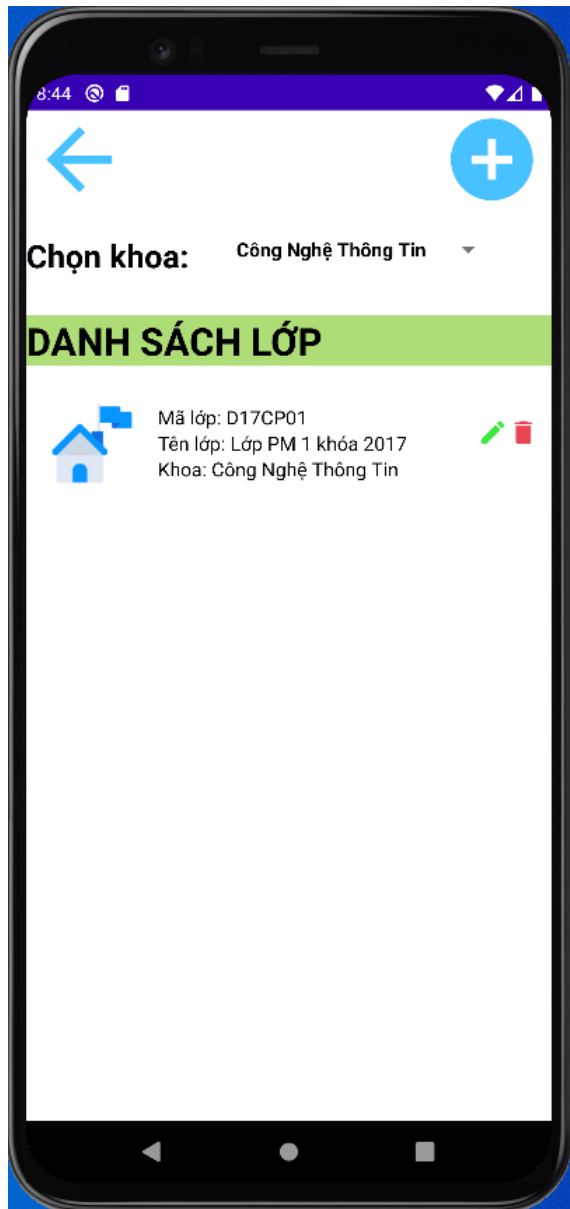 8:44
Chọn khoa:
Công Nghệ Thông Tin
DANH SÁCH LỚP
Mã lớp: D17CP01
Tên lớp: Lớp PM 1 khóa 2017
Khoa: Công Nghệ Thông Tin